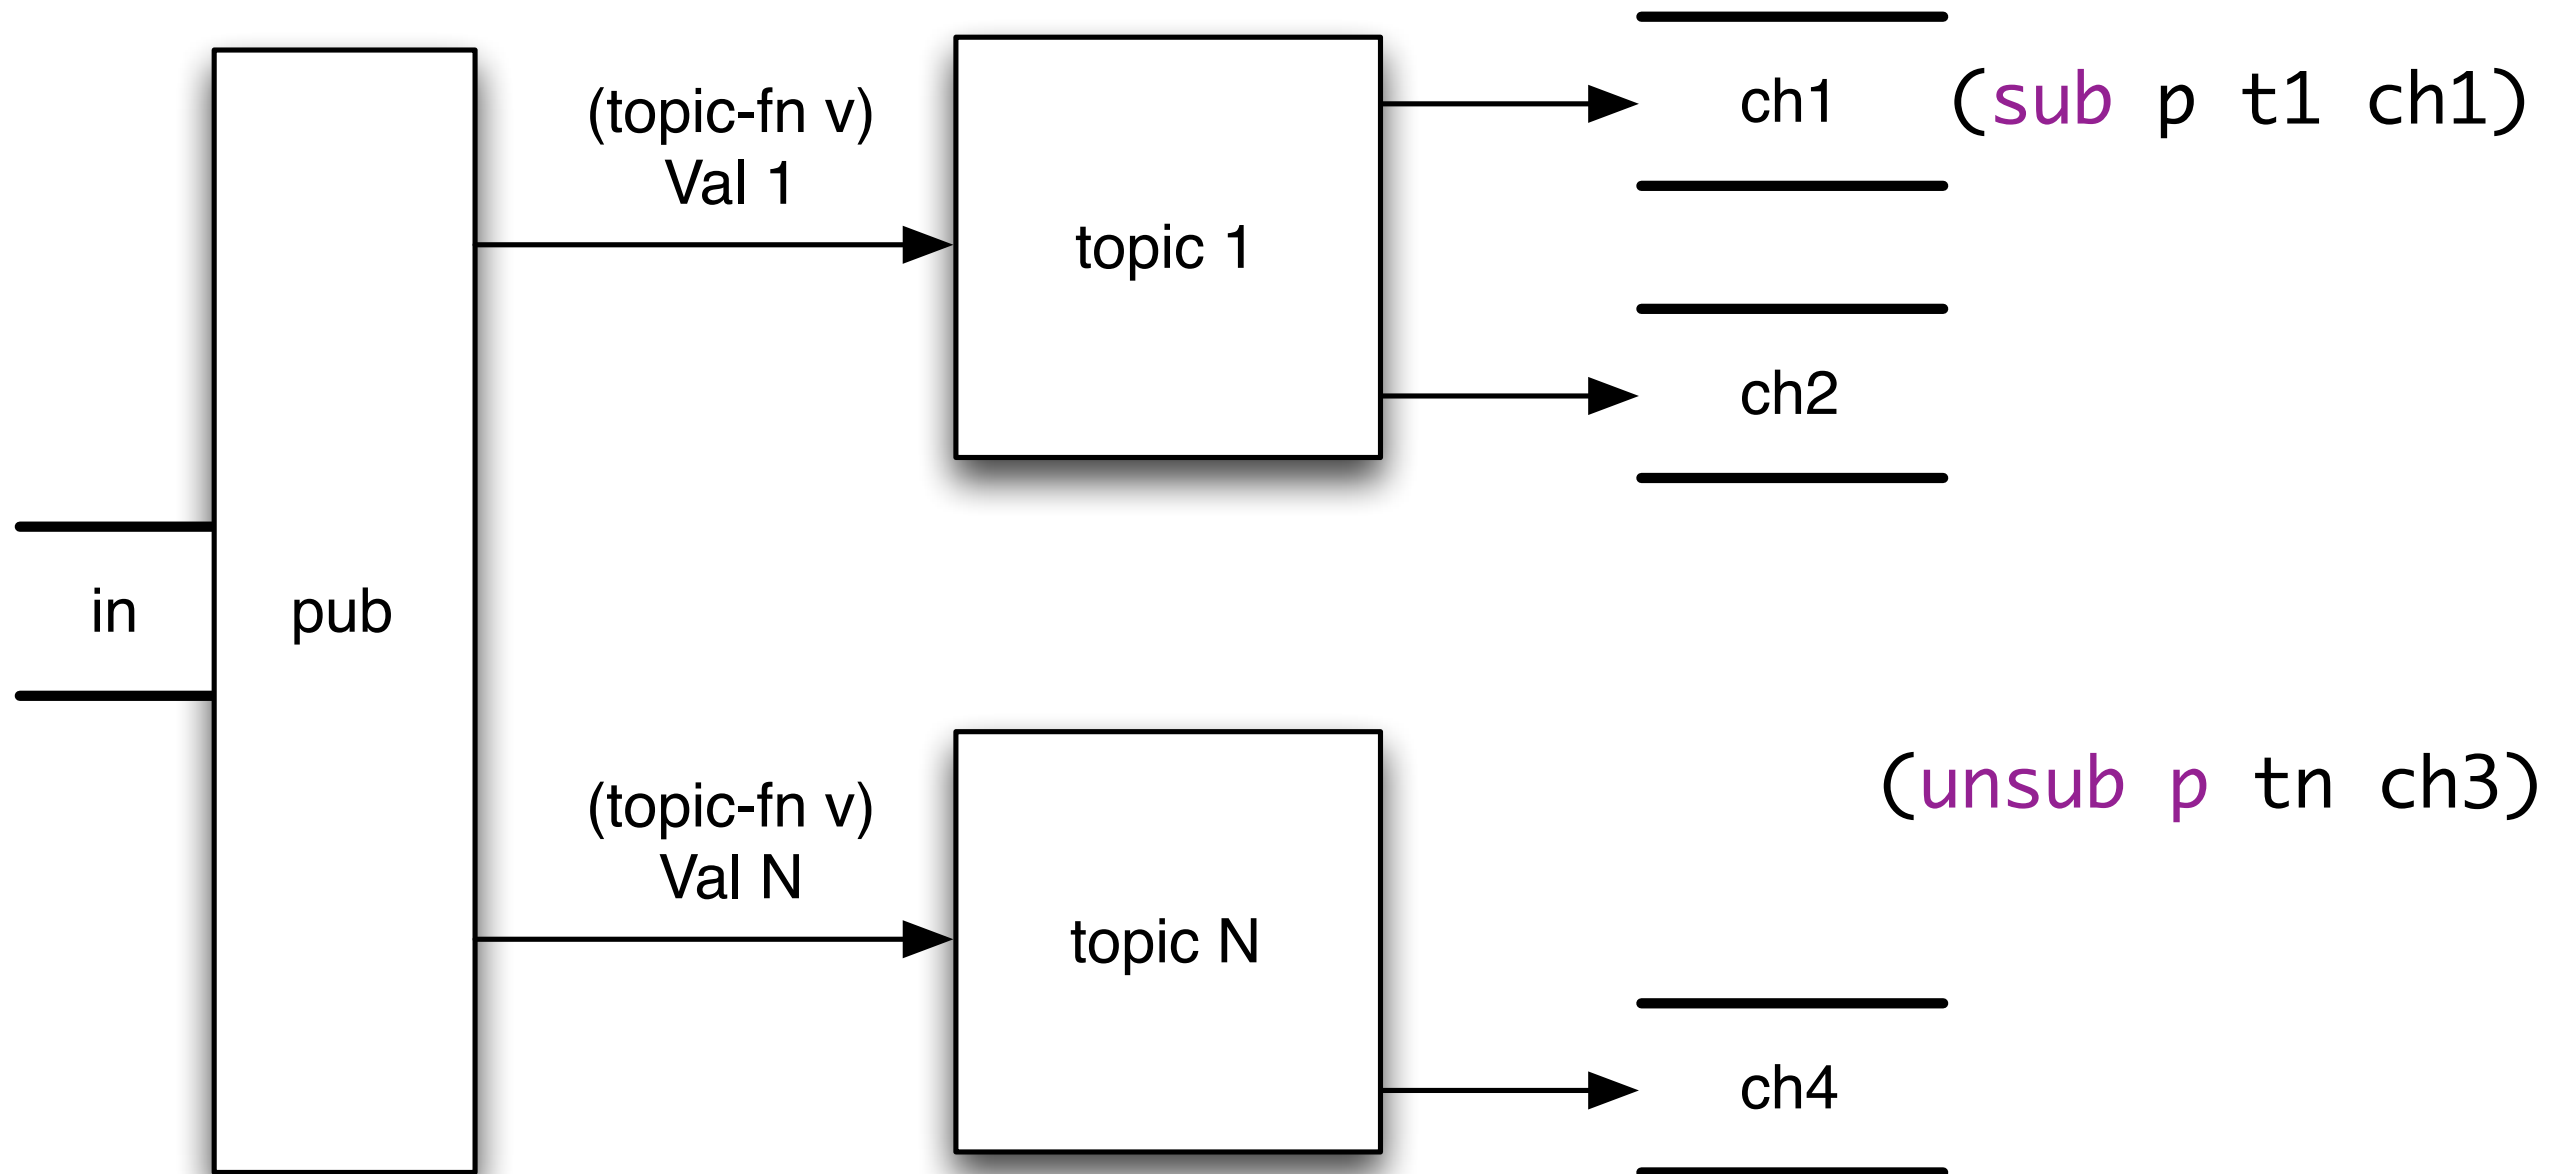 in
pub
(topic-fn v)
Val 1
topic 1
ch1
(sub p t1 ch1)
ch2
(topic-fn v)
Val N
topic N
(unsub p tn ch3)
ch4